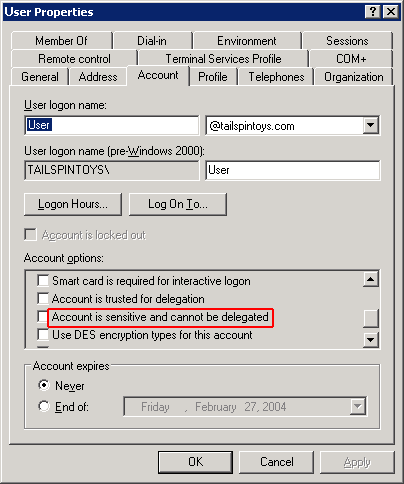 User Properties
Member Of Dial-in Environment Sessions
Remote control Terminal Services Profile COM+
General Address Account Profile Telephones Organization
User logon name:
User @tailspintoys.com
User logon name (pre-Windows 2000):
TAILSPINTOYS\ User
Logon Hours... Log On To...
Account is locked out
Account options:
Smart card is required for interactive logon
Account is trusted for delegation
Account is sensitive and cannot be delegated
Use DES encryption types for this account
Account expires
Never
End of: Friday , February 27, 2004
OK Cancel Apply